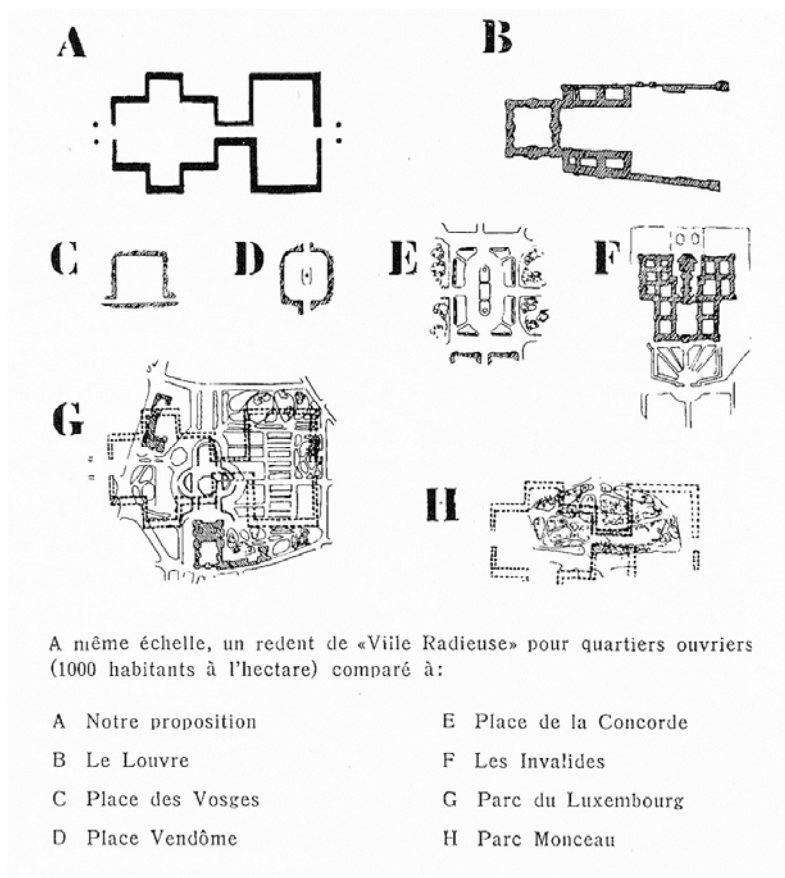 A
B
C
D
E
F
G
H
A même échelle, un redent de «Viile Radieuse» pour quartiers ouvriers
(1000 habitants à l'hectare) comparé à:
A Notre proposition
B Le Louvre
C Place des Vosges
D Place Vendôme
E Place de la Concorde
F Les Invalides
G Parc du Luxembourg
H Parc Monceau